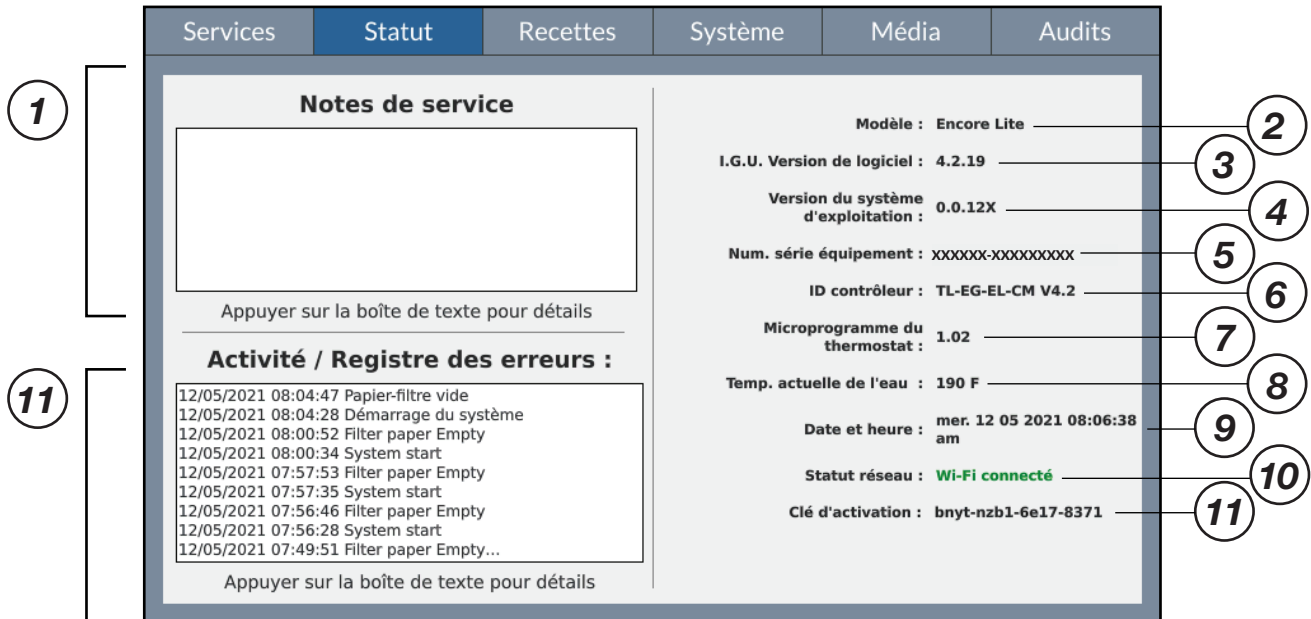 Services Statut Recettes Système Média Audits
1
Notes de service
Appuyer sur la boîte de texte pour détails
11
Activité / Registre des erreurs :
12/05/2021 08:04:47 Papier-filtre vide
12/05/2021 08:04:28 Démarrage du système
12/05/2021 08:00:52 Filter paper Empty
12/05/2021 08:00:34 System start
12/05/2021 07:57:53 Filter paper Empty
12/05/2021 07:57:35 System start
12/05/2021 07:56:46 Filter paper Empty
12/05/2021 07:56:28 System start
12/05/2021 07:49:51 Filter paper Empty...
Appuyer sur la boîte de texte pour détails
Modèle : Encore Lite 2
I.G.U. Version de logiciel : 4.2.19 3
Version du système
d'exploitation : 0.0.12X 4
Num. série équipement : XXXXXX-XXXXXXXXX 5
ID contrôleur : TL-EG-EL-CM V4.2 6
Microprogramme du
thermostat : 1.02 7
Temp. actuelle de l'eau : 190 F 8
Date et heure : mer. 12 05 2021 08:06:38
am 9
Statut réseau : Wi-Fi connecté 10
Clé d'activation : bnyt-nzb1-6e17-8371 11